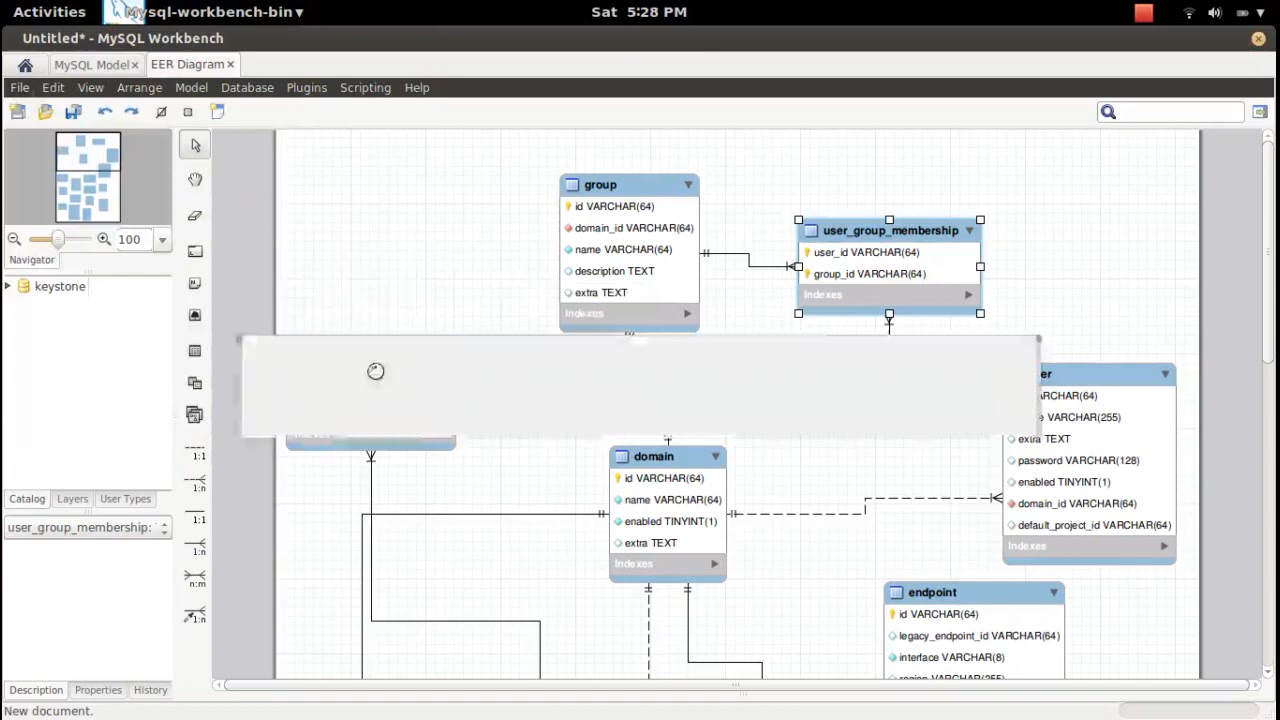 Activities
Mysql-workbench-bin ▾
Sat 5:28 PM
Untitled* - MySQL Workbench
MySQL Model
EER Diagram
File Edit View Arrange Model Database Plugins Scripting Help
100
Navigator
keystone
Catalog Layers User Types
user_group_membership:
Description Properties History
New document.
1:1
1:n
1:1
1:n
n:m
1:n
group
id VARCHAR(64)
domain_id VARCHAR(64)
name VARCHAR(64)
description TEXT
extra TEXT
Indexes
user_group_membership
user_id VARCHAR(64)
group_id VARCHAR(64)
Indexes
domain
id VARCHAR(64)
name VARCHAR(64)
enabled TINYINT(1)
extra TEXT
Indexes
extra TEXT
password VARCHAR(128)
enabled TINYINT(1)
domain_id VARCHAR(64)
default_project_id VARCHAR(64)
Indexes
endpoint
id VARCHAR(64)
legacy_endpoint_id VARCHAR(64)
interface VARCHAR(8)